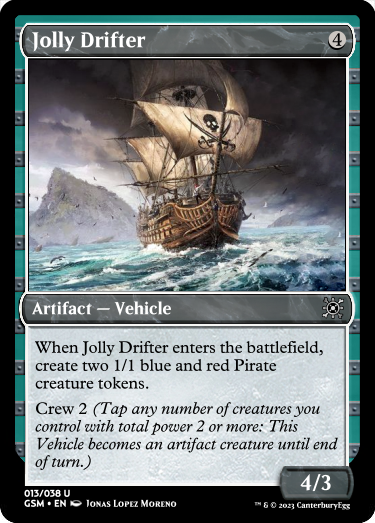 Jolly Drifter 4
Artifact — Vehicle
When Jolly Drifter enters the battlefield,
create two 1/1 blue and red Pirate
creature tokens.
Crew 2 (Tap any number of creatures you
control with total power 2 or more: This
Vehicle becomes an artifact creature until end
of turn.)
4/3
013/038 U
GSM • EN Jonas Lopez Moreno
™ & © 2023 CanterburyEgg